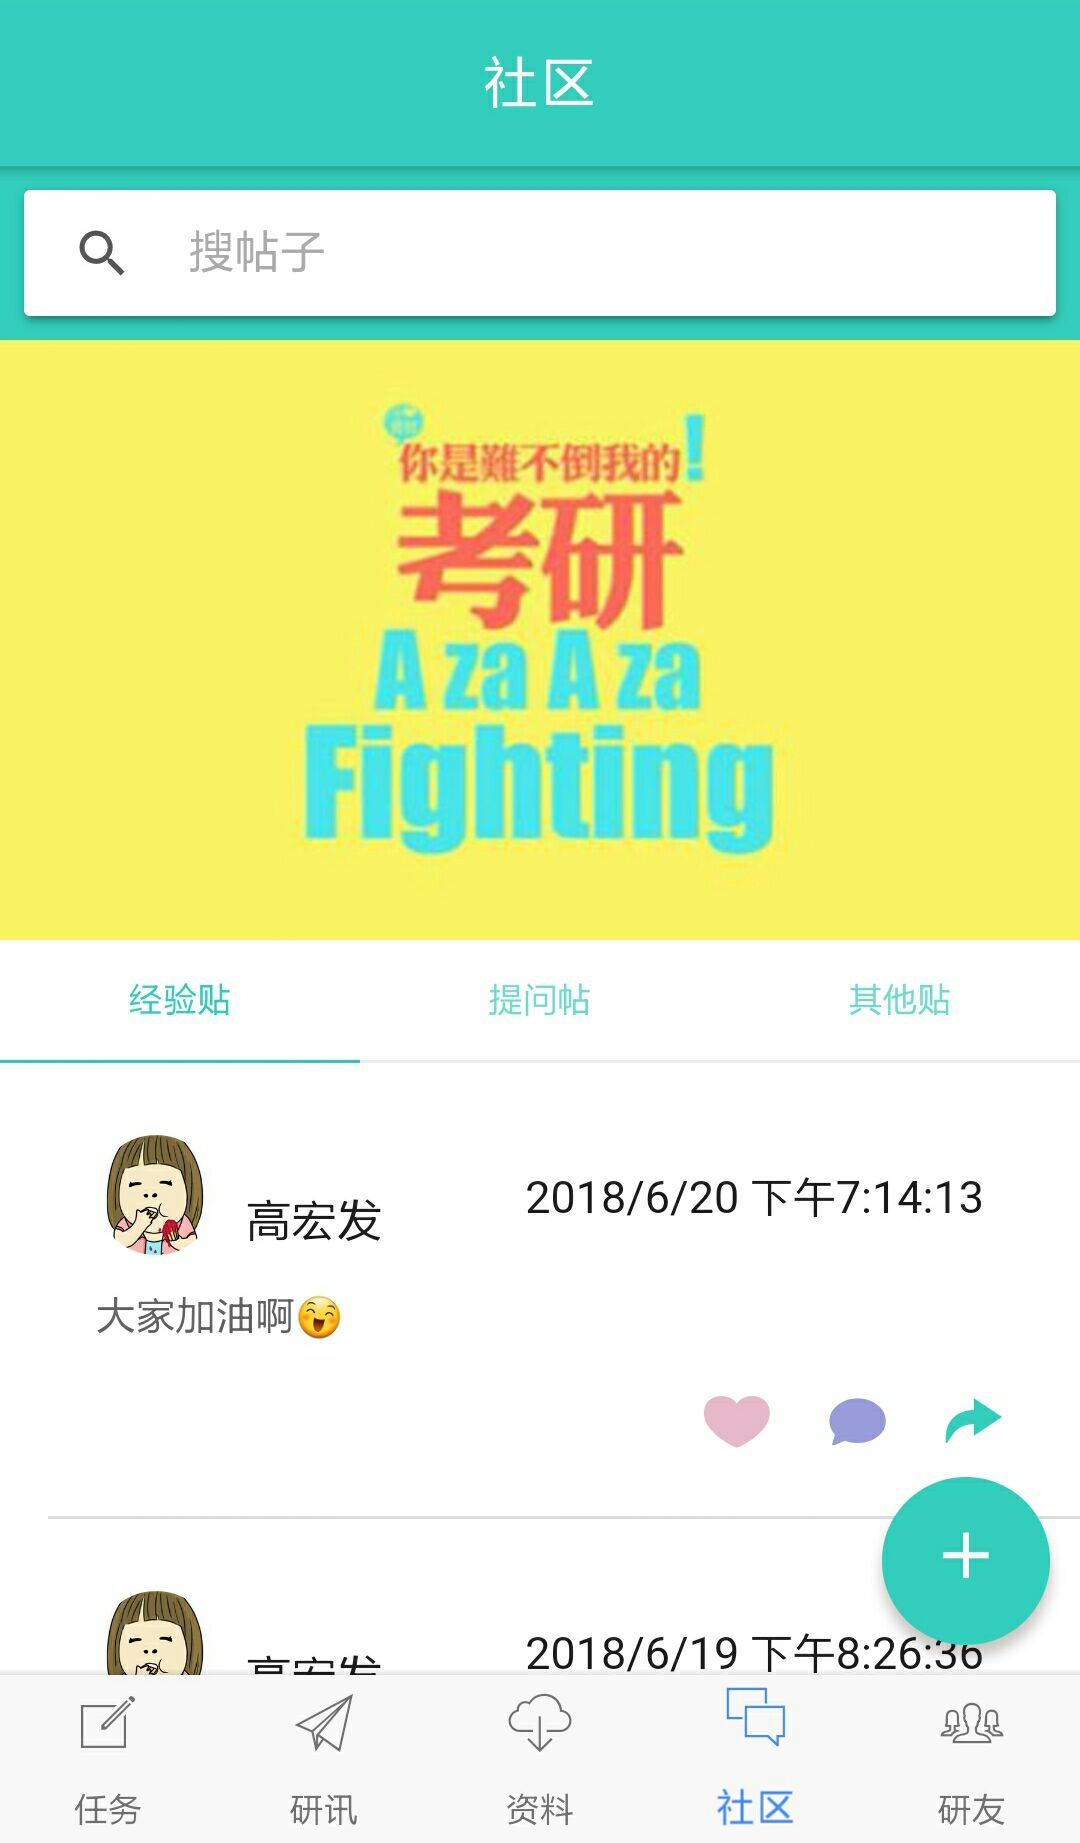 社区
搜帖子
你是難不倒我的!
考研
A za A za
Fighting
经验贴
提问帖
其他贴
高宏发
2018/6/20 下午7:14:13
大家加油啊😄
高宏发
2018/6/19 下午8:26:36
任务
研讯
资料
社区
研友